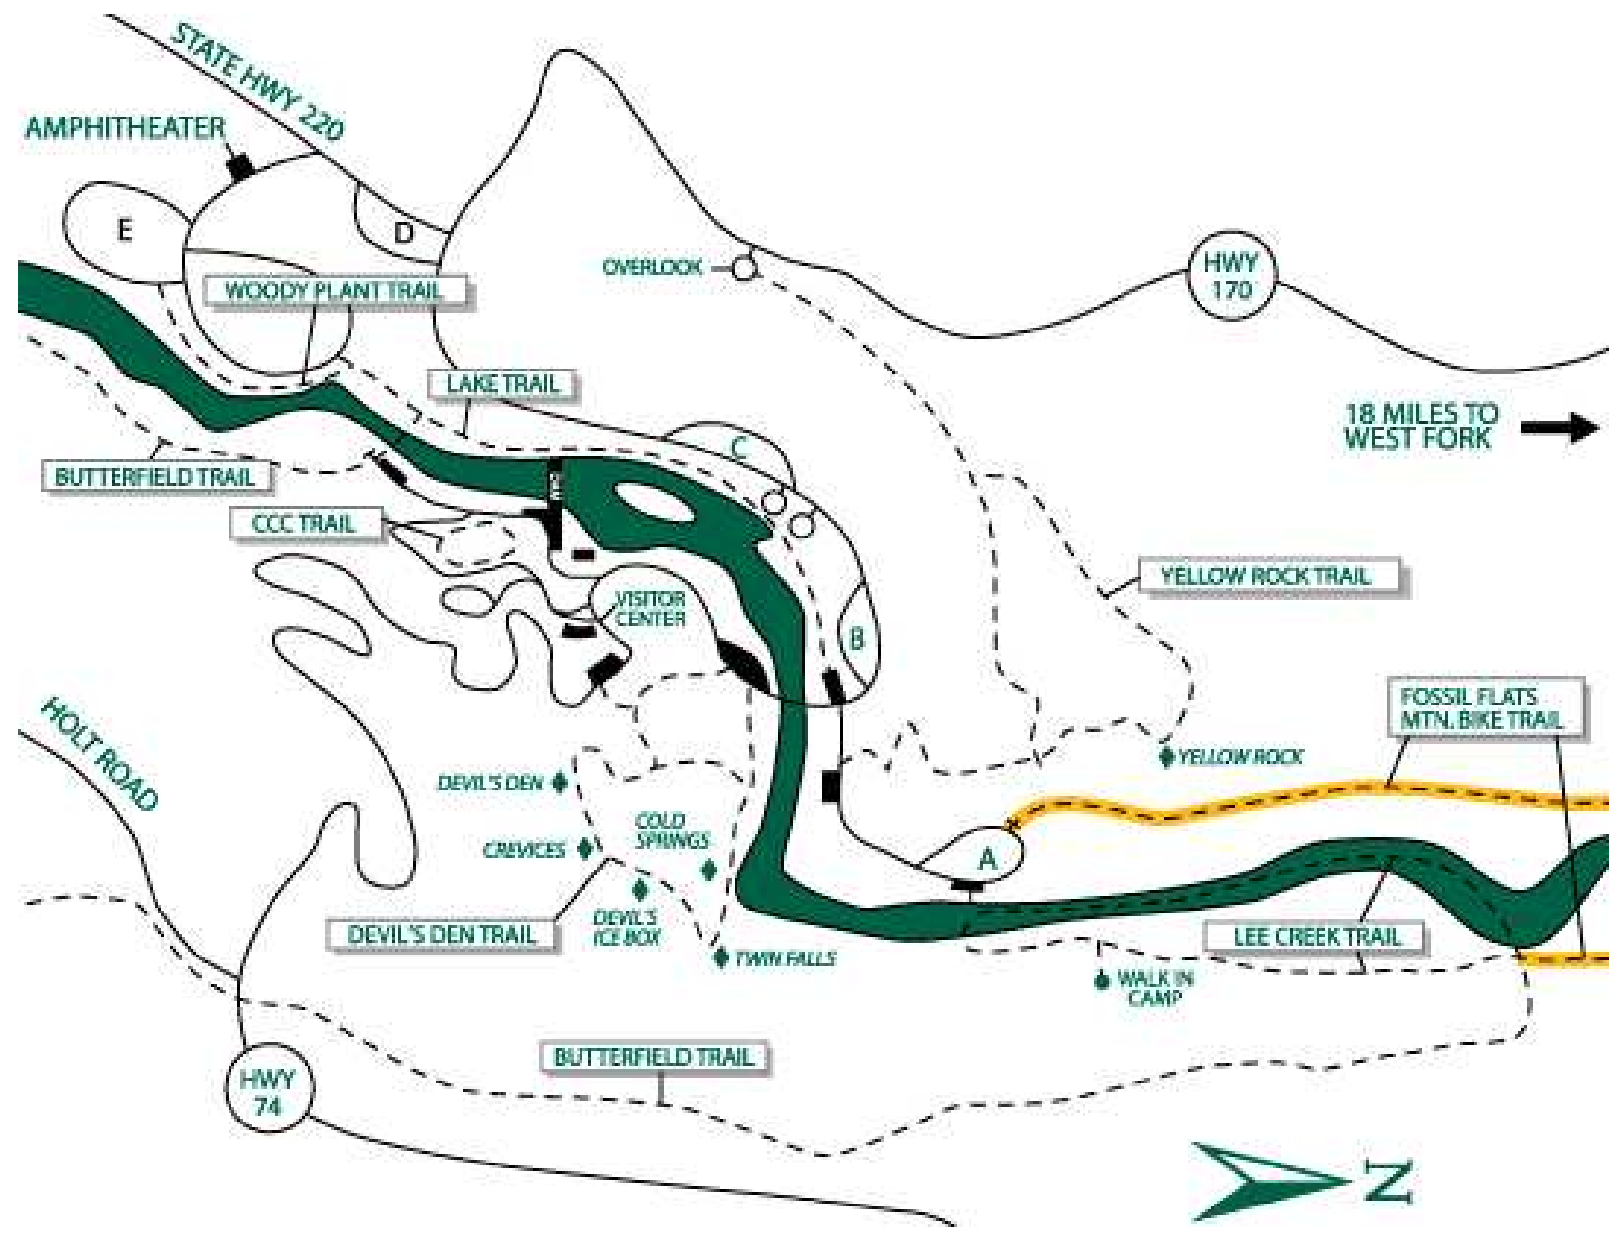 STATE HWY 220
AMPHITHEATER
E
D
WOODY PLANT TRAIL
OVERLOOK
HWY
170
LAKE TRAIL
18 MILES TO
WEST FORK
C
BUTTERFIELD TRAIL
CCC TRAIL
YELLOW ROCK TRAIL
VISITOR
CENTER
B
FOSSIL FLATS
MTN. BIKE TRAIL
HOLT ROAD
YELLOW ROCK
DEVIL'S DEN
COLD
SPRINGS
CREVICES
A
DEVIL'S
ICE BOX
DEVIL'S DEN TRAIL
LEE CREEK TRAIL
TWIN FALLS
WALK IN
CAMP
BUTTERFIELD TRAIL
HWY
74
N